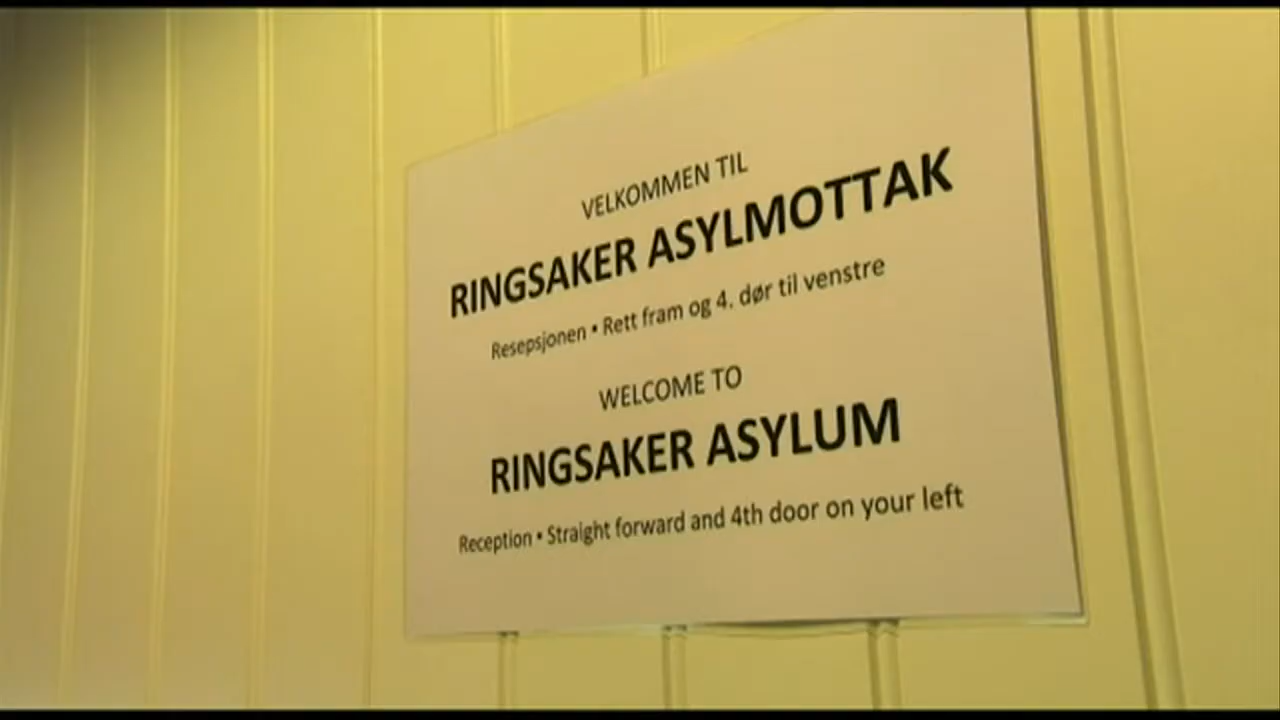 VELKOMMEN TIL
RINGSAKER ASYLMOTTAK
Resepsjonen • Rett fram og 4. dør til venstre
WELCOME TO
RINGSAKER ASYLUM
Reception • Straight forward and 4th door on your left